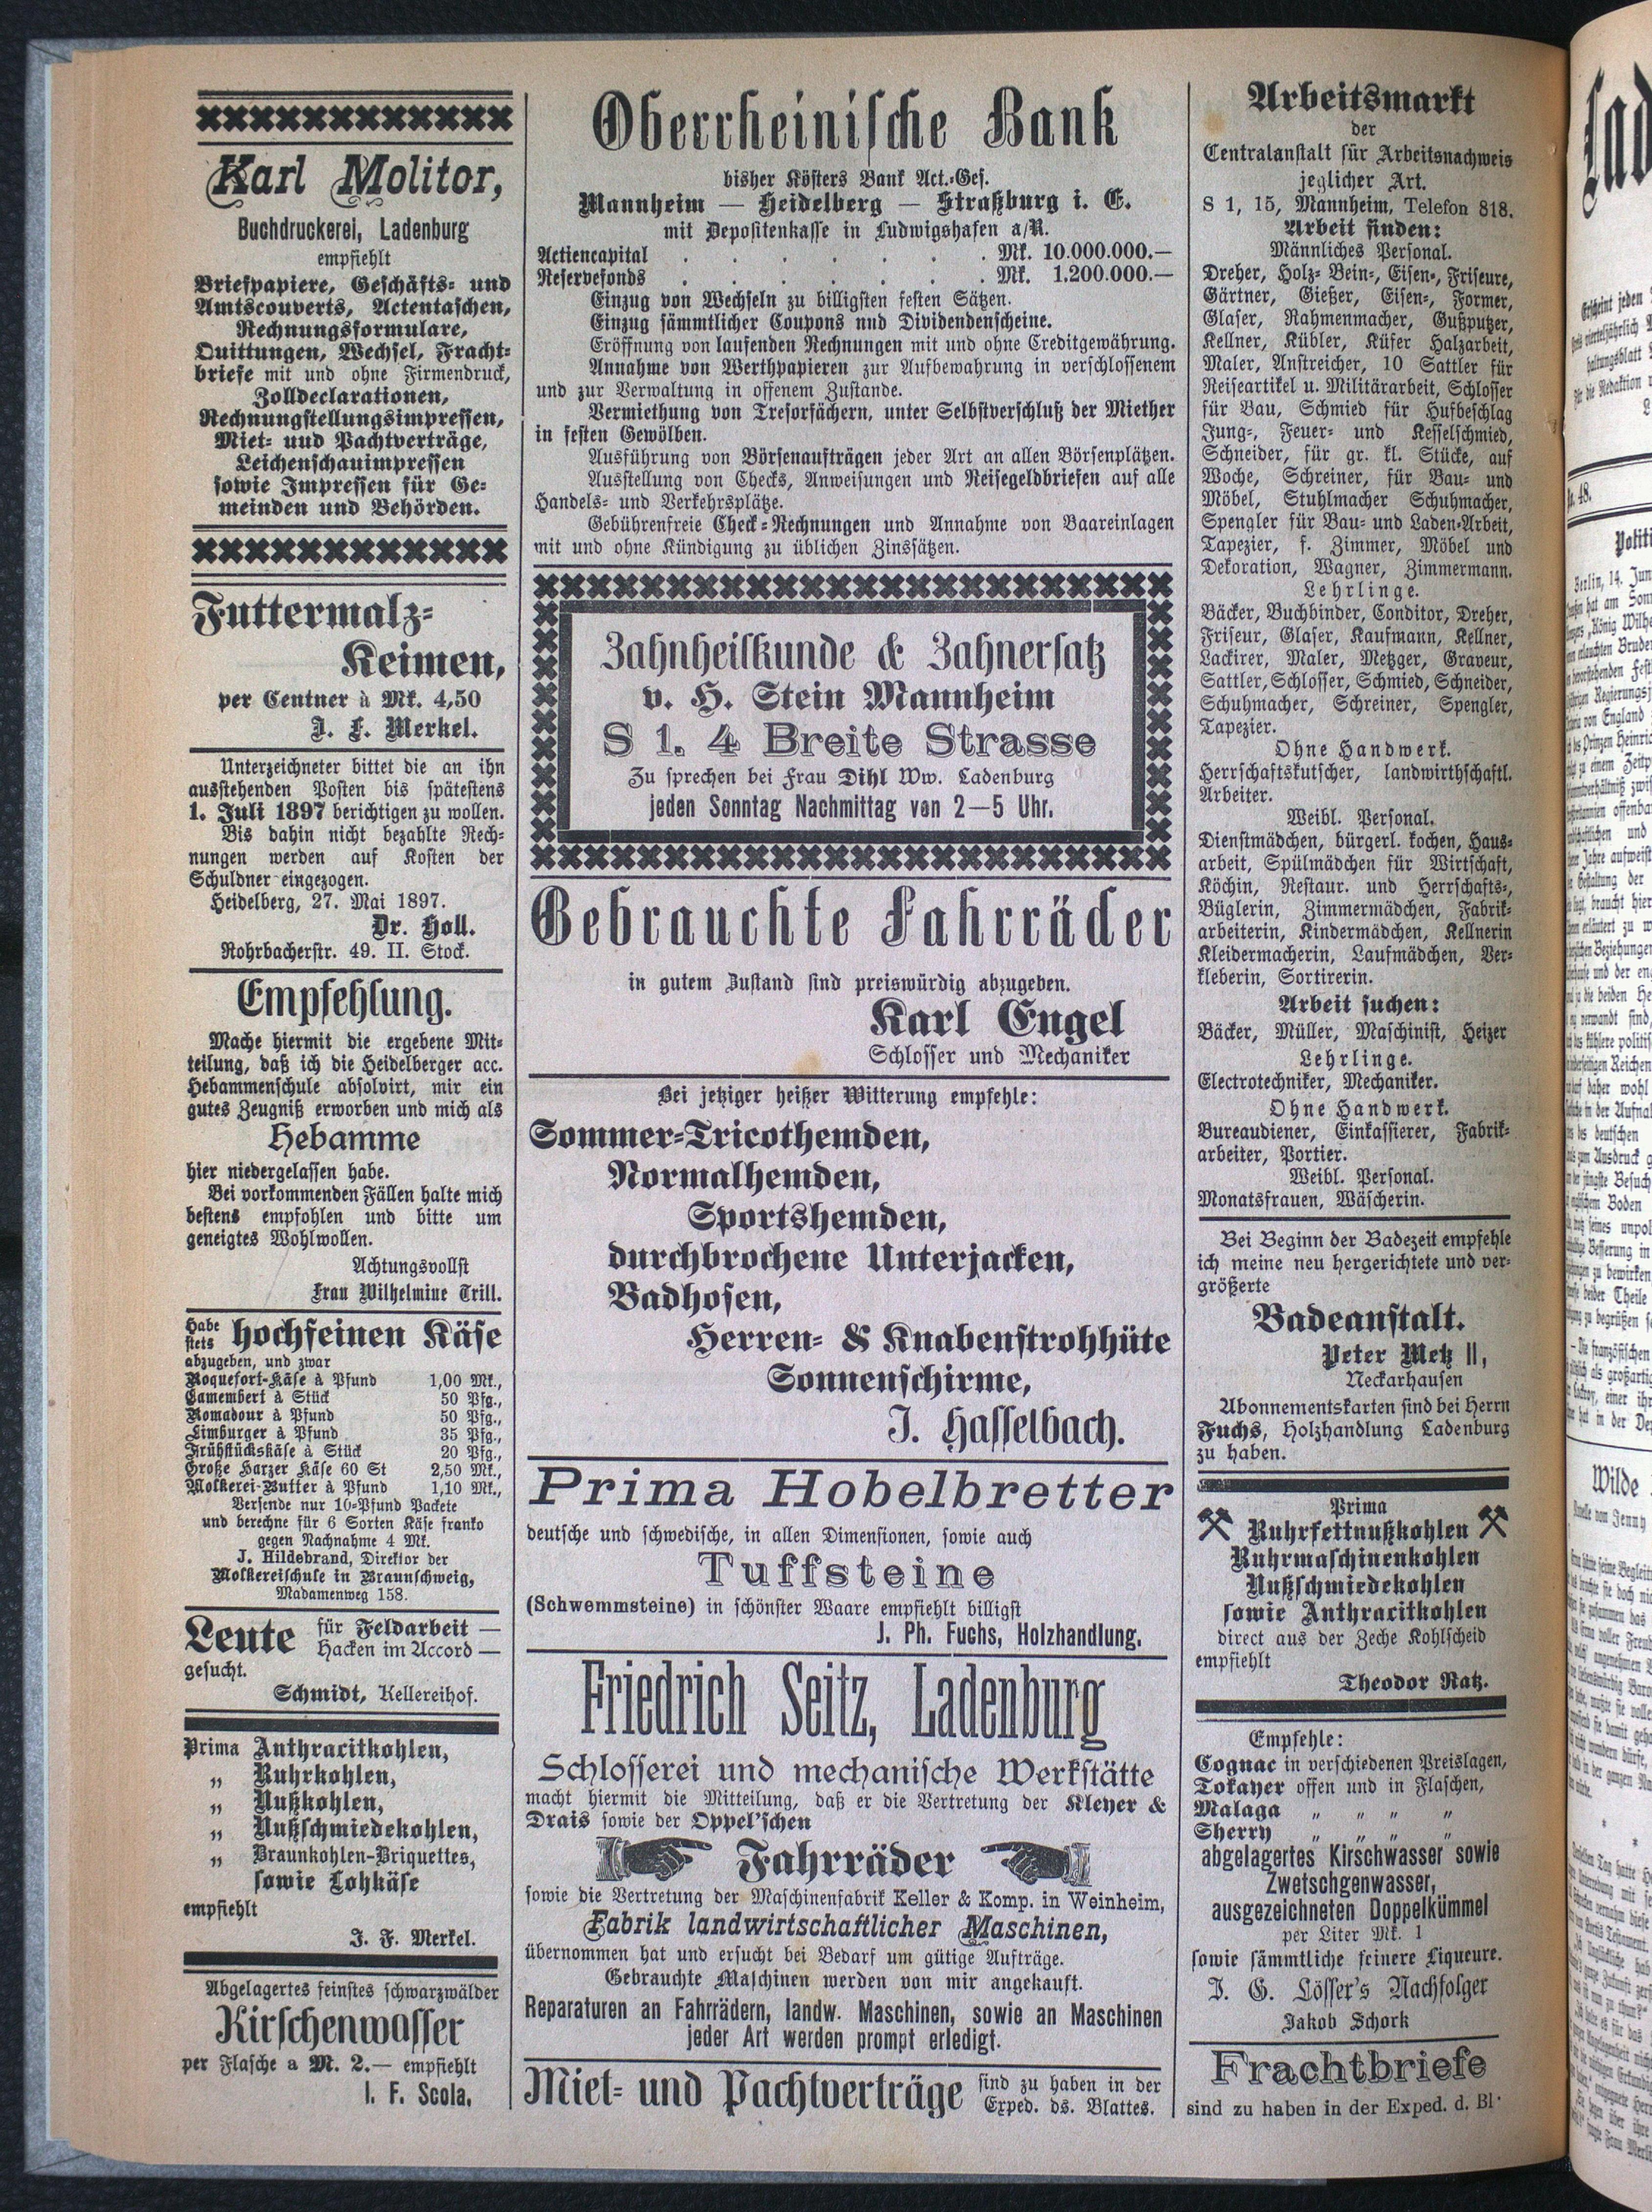 Karl Molitor,
Buchdruckerei, Ladenburg
empfiehlt
Briefpapiere, Geschäfts- und
Amtscouverts, Actentaschen,
Rechnungsformulare,
Quittungen, Wechsel, Fracht-
briefe mit und ohne Firmendruck,
Zolldeclarationen,
Rechnungstellungsimpressen,
Miet- und Pachtverträge,
Leichenschauimpressen
sowie Impressen für Ge-
meinden und Behörden.
Futtermalz-
Keimen,
per Centner à Mk. 4,50
J. F. Merkel.
Unterzeichneter bittet die an ihn
ausstehenden Posten bis spätestens
1. Juli 1897 berichtigen zu wollen.
Bis dahin nicht bezahlte Rech-
nungen werden auf Kosten der
Schuldner eingezogen.
Heidelberg, 27. Mai 1897.
Dr. Holl.
Rohrbacherstr. 49. II. Stock.
Empfehlung.
Mache hiermit die ergebene Mit-
teilung, daß ich die Heidelberger acc.
Hebammenschule absolvirt, mir ein
gutes Zeugniß erworben und mich als
Hebamme
hier niedergelassen habe.
Bei vorkommenden Fällen halte mich
bestens empfohlen und bitte um
geneigtes Wohlwollen.
Achtungsvollst
Frau Wilhelmine Trill.
Habe stets hochfeinen Käse
abzugeben, und zwar
Roquefort-Käse à Pfund 1,00 Mk.,
Camembert à Stück 50 Pfg.,
Romadour à Pfund 50 Pfg.,
Limburger à Pfund 35 Pfg.,
Frühstückskäse à Stück 20 Pfg.,
Große Harzer Käse 60 St 2,50 Mk.,
Molkerei-Butter à Pfund 1,10 Mk.,
Versende nur 10-Pfund Packete
und berechne für 6 Sorten Käse franko
gegen Nachnahme 4 Mk.
J. Hildebrand, Direktor der
Molkereischule in Braunschweig,
Madamenweg 158.
Leute für Feldarbeit —
Hacken im Accord —
gesucht.
Schmidt, Kellereihof.
Prima Anthracitkohlen,
„ Ruhrkohlen,
„ Nußkohlen,
„ Nußschmiedekohlen,
„ Braunkohlen-Briquettes,
sowie Lohkäse
empfiehlt
J. F. Merkel.
Abgelagertes feinstes schwarzwälder
Kirschenwasser
per Flasche a M. 2.— empfiehlt
I. F. Scola.
Oberrheinische Bank
bisher Kösters Bank Act.-Ges.
Mannheim — Heidelberg — Straßburg i. E.
mit Depositenkasse in Ludwigshafen a/R.
Actiencapital . . . . . . . Mk. 10.000.000.—
Reservefonds . . . . . . . Mk. 1.200.000.—
Einzug von Wechseln zu billigsten festen Sätzen.
Einzug sämmtlicher Coupons nnd Dividendenscheine.
Eröffnung von laufenden Rechnungen mit und ohne Creditgewährung.
Annahme von Werthpapieren zur Aufbewahrung in verschlossenem
und zur Verwaltung in offenem Zustande.
Vermiethung von Tresorfächern, unter Selbstverschluß der Miether
in festen Gewölben.
Ausführung von Börsenaufträgen jeder Art an allen Börsenplätzen.
Ausstellung von Checks, Anweisungen und Reisegeldbriefen auf alle
Handels- und Verkehrsplätze.
Gebührenfreie Check-Rechnungen und Annahme von Baareinlagen
mit und ohne Kündigung zu üblichen Zinssätzen.
Zahnheilkunde & Zahnersatz
v. H. Stein Mannheim
S 1. 4 Breite Strasse
Zu sprechen bei Frau Dihl Ww. Ladenburg
jeden Sonntag Nachmittag von 2—5 Uhr.
Gebrauchte Fahrräder
in gutem Zustand sind preiswürdig abzugeben.
Karl Engel
Schlosser und Mechaniker
Bei jetziger heißer Witterung empfehle:
Sommer-Tricothemden,
Normalhemden,
Sportshemden,
durchbrochene Unterjacken,
Badhosen,
Herren- & Knabenstrohhüte
Sonnenschirme,
J. Hasselbach.
Prima Hobelbretter
deutsche und schwedische, in allen Dimensionen, sowie auch
Tuffsteine
(Schwemmsteine) in schönster Waare empfiehlt billigst
J. Ph. Fuchs, Holzhandlung.
Friedrich Seitz, Ladenburg
Schlosserei und mechanische Werkstätte
macht hiermit die Mitteilung, daß er die Vertretung der Kleyer &
Drais sowie der Oppel'schen
Fahrräder
sowie die Vertretung der Maschinenfabrik Keller & Komp. in Weinheim,
Fabrik landwirtschaftlicher Maschinen,
übernommen hat und ersucht bei Bedarf um gütige Aufträge.
Gebrauchte Maschinen werden von mir angekauft.
Reparaturen an Fahrrädern, landw. Maschinen, sowie an Maschinen
jeder Art werden prompt erledigt.
Miet- und Pachtverträge sind zu haben in der
Exped. ds. Blattes.
Arbeitsmarkt
der
Centralanstalt für Arbeitsnachweis
jeglicher Art.
S 1, 15, Mannheim, Telefon 818.
Arbeit finden:
Männliches Personal.
Dreher, Holz- Bein-, Eisen-, Friseure,
Gärtner, Gießer, Eisen-, Former,
Glaser, Rahmenmacher, Gußputzer,
Kellner, Kübler, Küfer Halzarbeit,
Maler, Anstreicher, 10 Sattler für
Reiseartikel u. Militärarbeit, Schlosser
für Bau, Schmied für Hufbeschlag
Jung-, Feuer- und Kesselschmied,
Schneider, für gr. kl. Stücke, auf
Woche, Schreiner, für Bau- und
Möbel, Stuhlmacher Schuhmacher,
Spengler für Bau- und Laden-Arbeit,
Tapezier, f. Zimmer, Möbel und
Dekoration, Wagner, Zimmermann.
Lehrlinge.
Bäcker, Buchbinder, Conditor, Dreher,
Friseur, Glaser, Kaufmann, Kellner,
Lackirer, Maler, Metzger, Graveur,
Sattler, Schlosser, Schmied, Schneider,
Schuhmacher, Schreiner, Spengler,
Tapezier.
Ohne Handwerk.
Herrschaftskutscher, landwirthschaftl.
Arbeiter.
Weibl. Personal.
Dienstmädchen, bürgerl. kochen, Haus-
arbeit, Spülmädchen für Wirtschaft,
Köchin, Restaur. und Herrschafts-,
Büglerin, Zimmermädchen, Fabrik-
arbeiterin, Kindermädchen, Kellnerin
Kleidermacherin, Laufmädchen, Ver-
kleberin, Sortirerin.
Arbeit suchen:
Bäcker, Müller, Maschinist, Heizer
Lehrlinge.
Electrotechniker, Mechaniker.
Ohne Handwerk.
Bureaudiener, Einkassierer, Fabrik-
arbeiter, Portier.
Weibl. Personal.
Monatsfrauen, Wäscherin.
Bei Beginn der Badezeit empfehle
ich meine neu hergerichtete und ver-
größerte
Badeanstalt.
Peter Metz II,
Neckarhausen
Abonnementskarten sind bei Herrn
Fuchs, Holzhandlung Ladenburg
zu haben.
Prima
Ruhrfettnußkohlen
Ruhrmaschinenkohlen
Nußschmiedekohlen
sowie Anthracitkohlen
direct aus der Zeche Kohlscheid
empfiehlt
Theodor Ratz.
Empfehle:
Cognac in verschiedenen Preislagen,
Tokayer offen und in Flaschen,
Malaga „ „ „ „
Sherry „ „ „ „
abgelagertes Kirschwasser sowie
Zwetschgenwasser,
ausgezeichneten Doppelkümmel
per Liter Mk. 1
sowie sämmtliche feinere Liqueure.
J. G. Lösser's Nachfolger
Jakob Schork
Frachtbriefe
sind zu haben in der Exped. d. Bl.